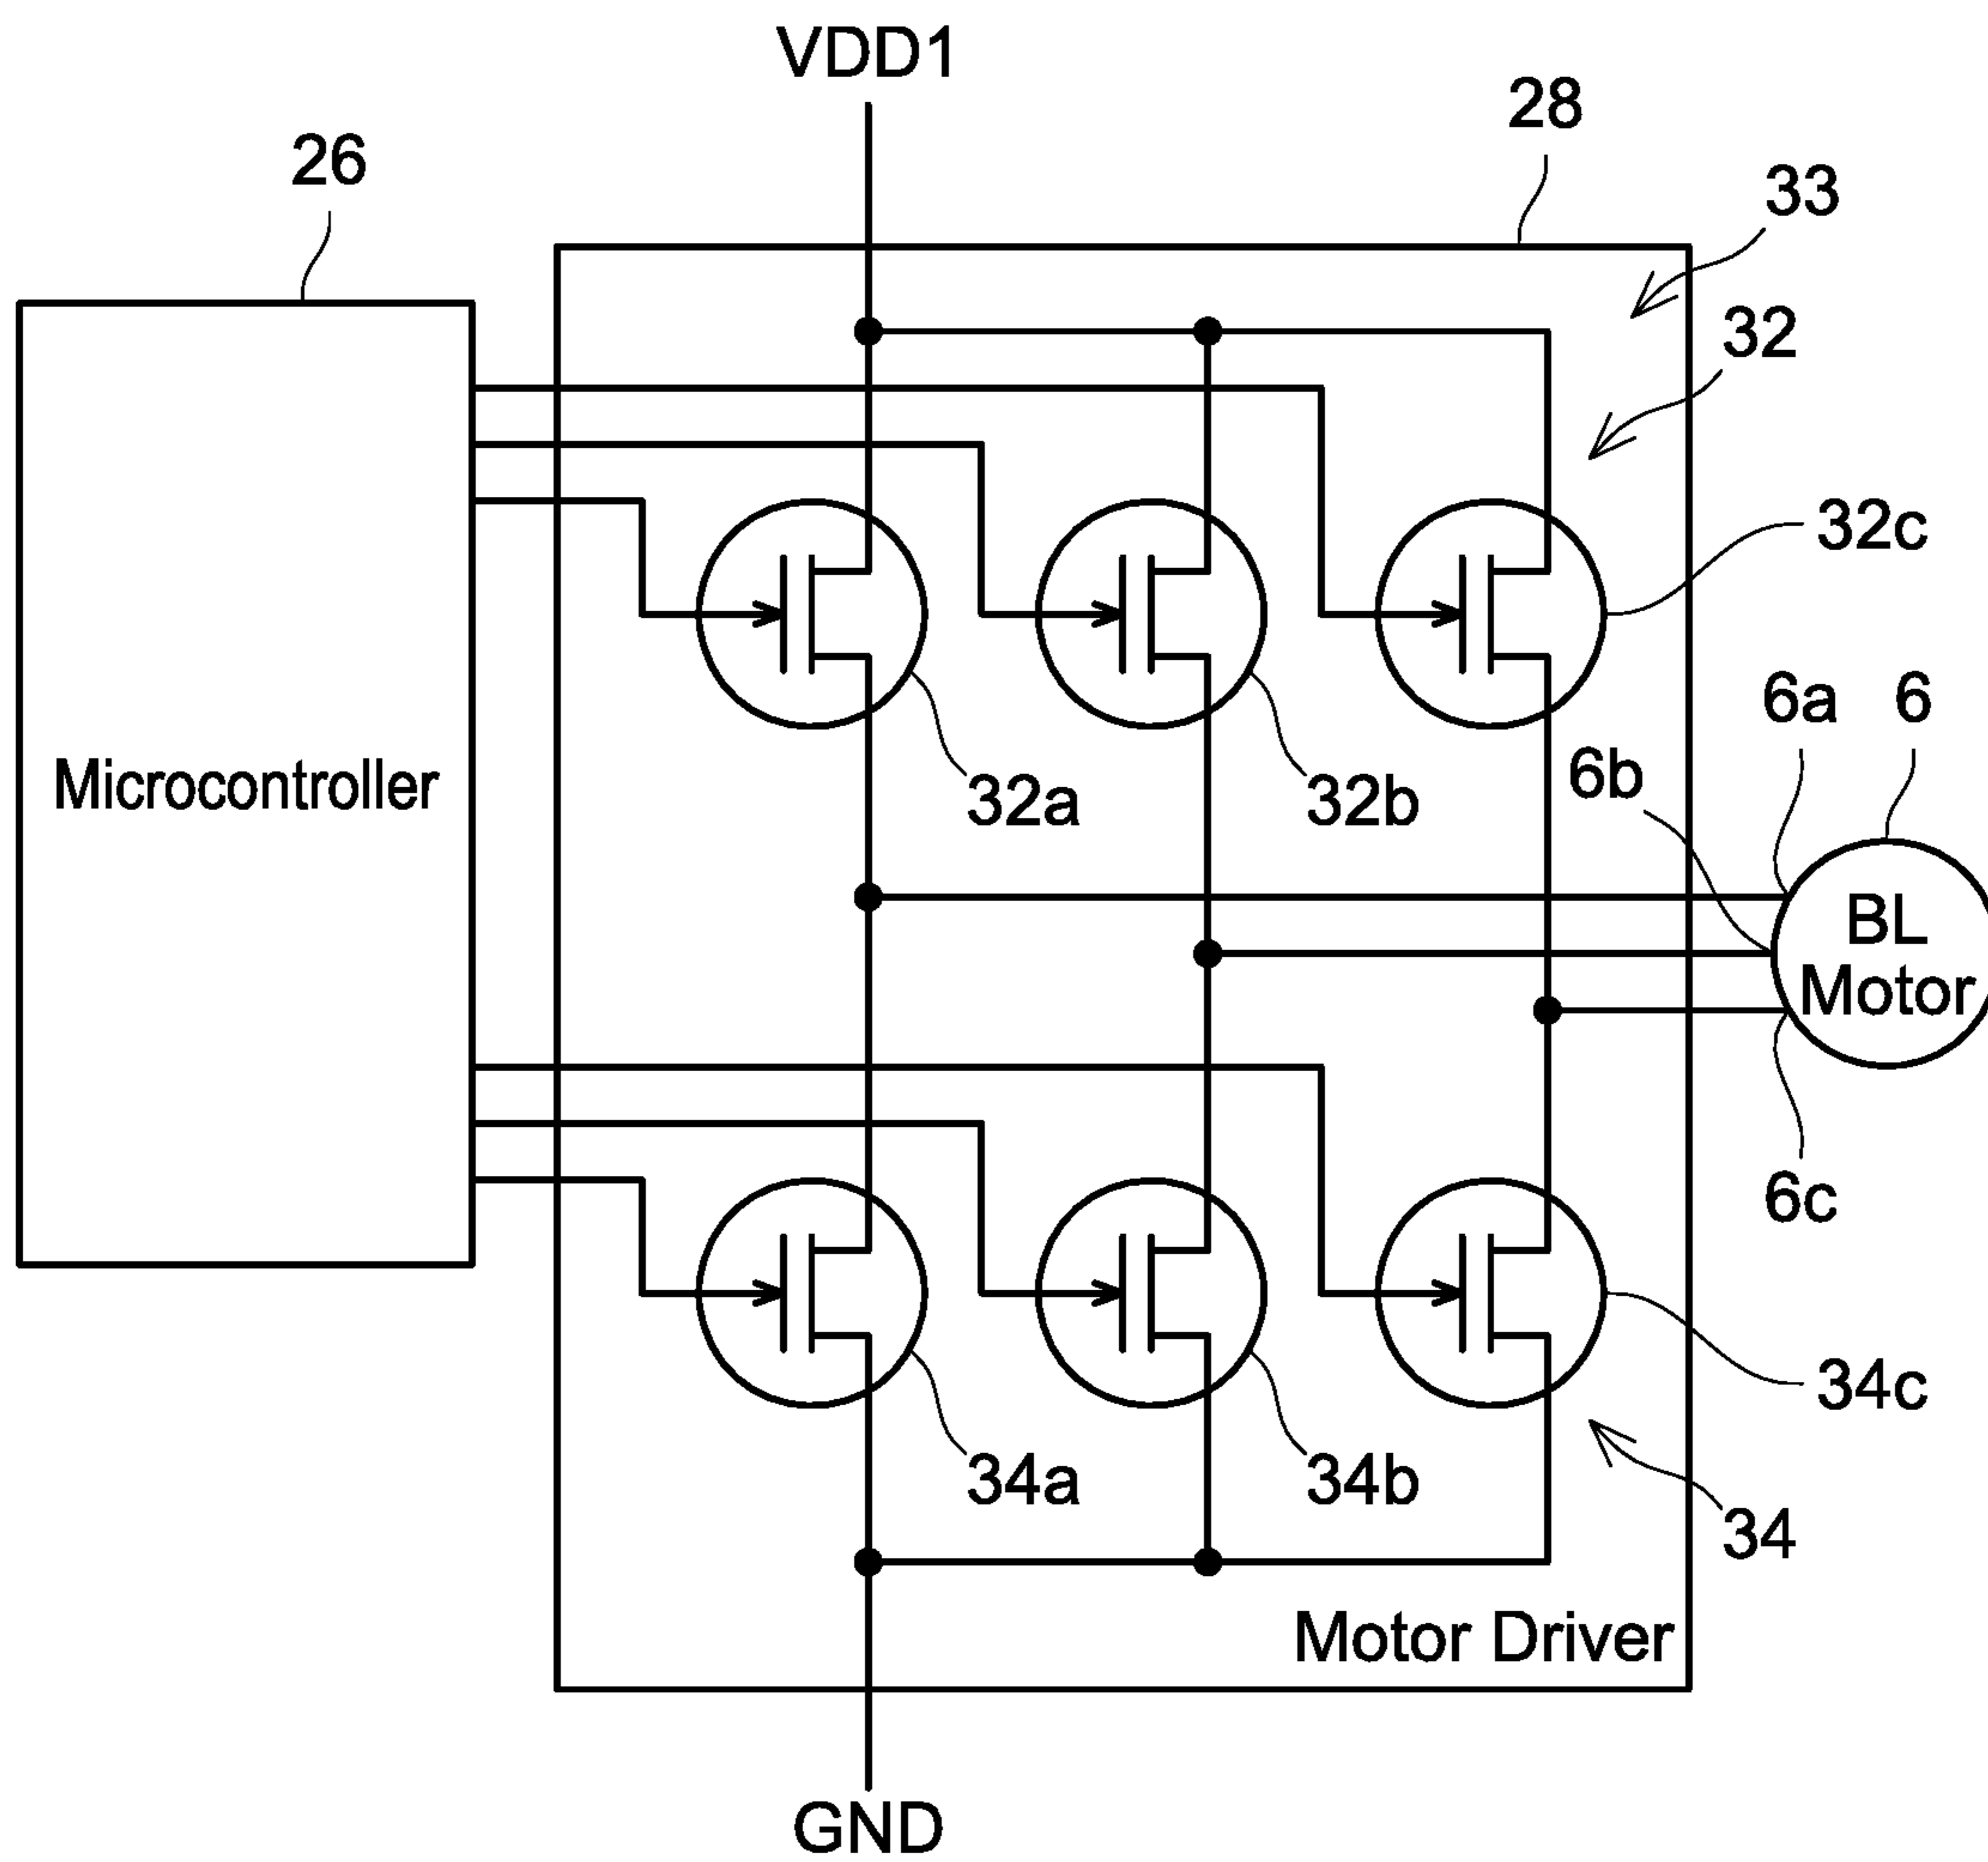 VDD1
28
26
33
32
32c
6a
6
6b
Microcontroller
32a
32b
BL
Motor
6c
34c
34a
34b
34
Motor Driver
GND